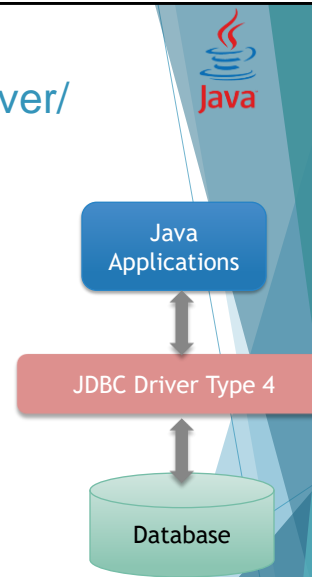 ver/
Java
Java
Applications
JDBC Driver Type 4
Database